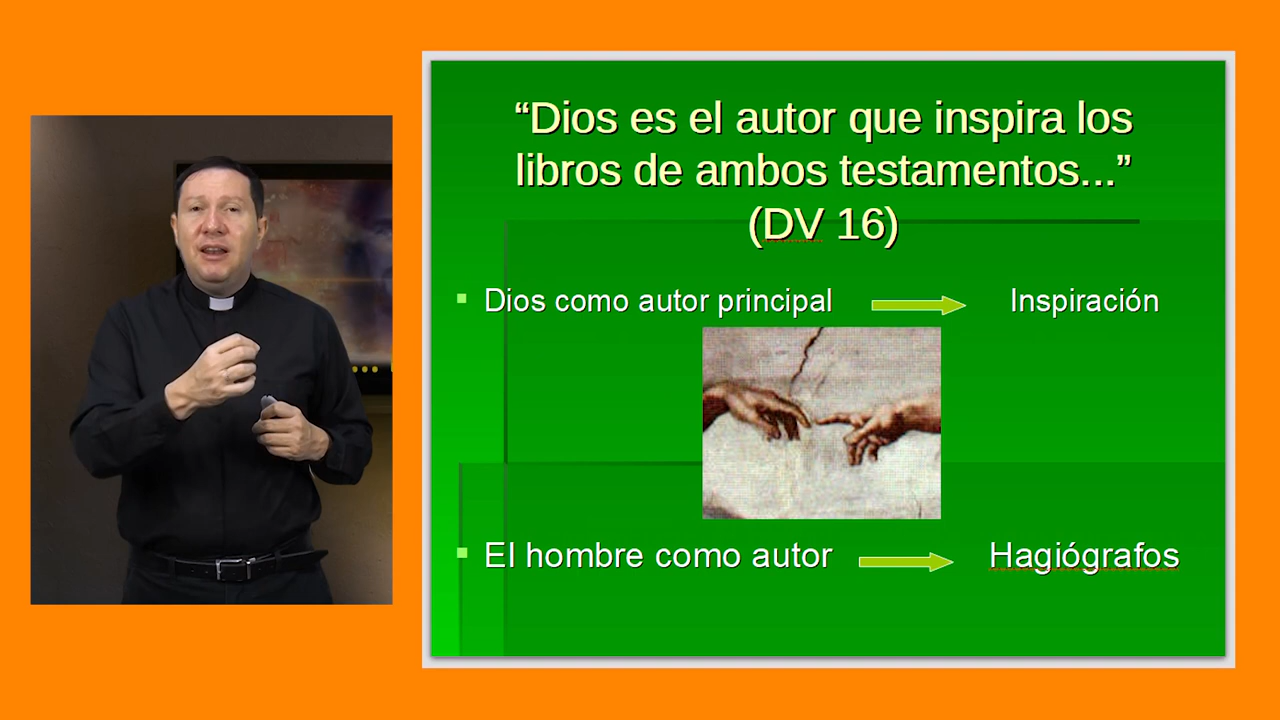 “Dios es el autor que inspira los
libros de ambos testamentos...”
(DV 16)
Dios como autor principal
Inspiración
El hombre como autor
Hagiógrafos